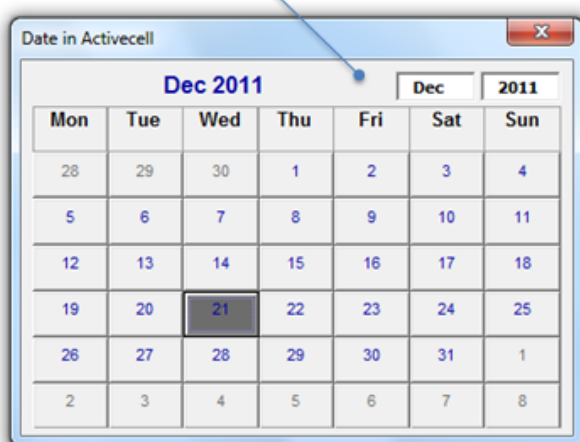 Date in Activecell
Dec 2011 Dec 2011
Mon Tue Wed Thu Fri Sat Sun
28 29 30 1 2 3 4
5 6 7 8 9 10 11
12 13 14 15 16 17 18
19 20 21 22 23 24 25
26 27 28 29 30 31 1
2 3 4 5 6 7 8